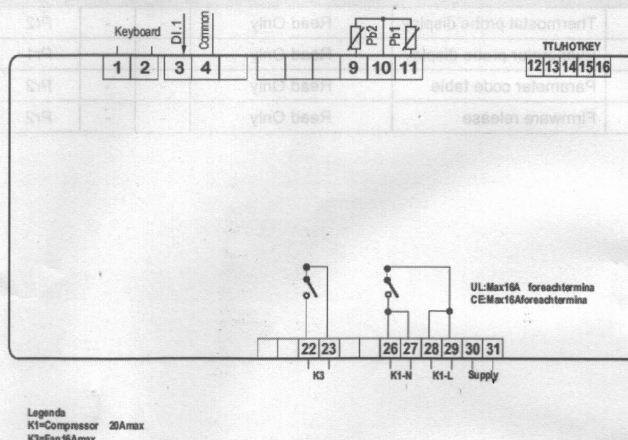 Keyboard
DI.1
Common
Pb2
Pb1
TTL/HOTKEY
1 2 3 4 9 10 11 12 13 14 15 16
UL:Max16A foreachtermina
CE:Max16Aforeachtermina
22 23 26 27 28 29 30 31
K3 K1-N K1-L Supply
Legenda
K1=Compressor 20Amax
K3=Fan16Amax
Thermostat probe display Read Only - - Pr2
Read Only - Pr1
Parameter code table Read Only - - Pr2
Firmware release Read Only - - Pr2